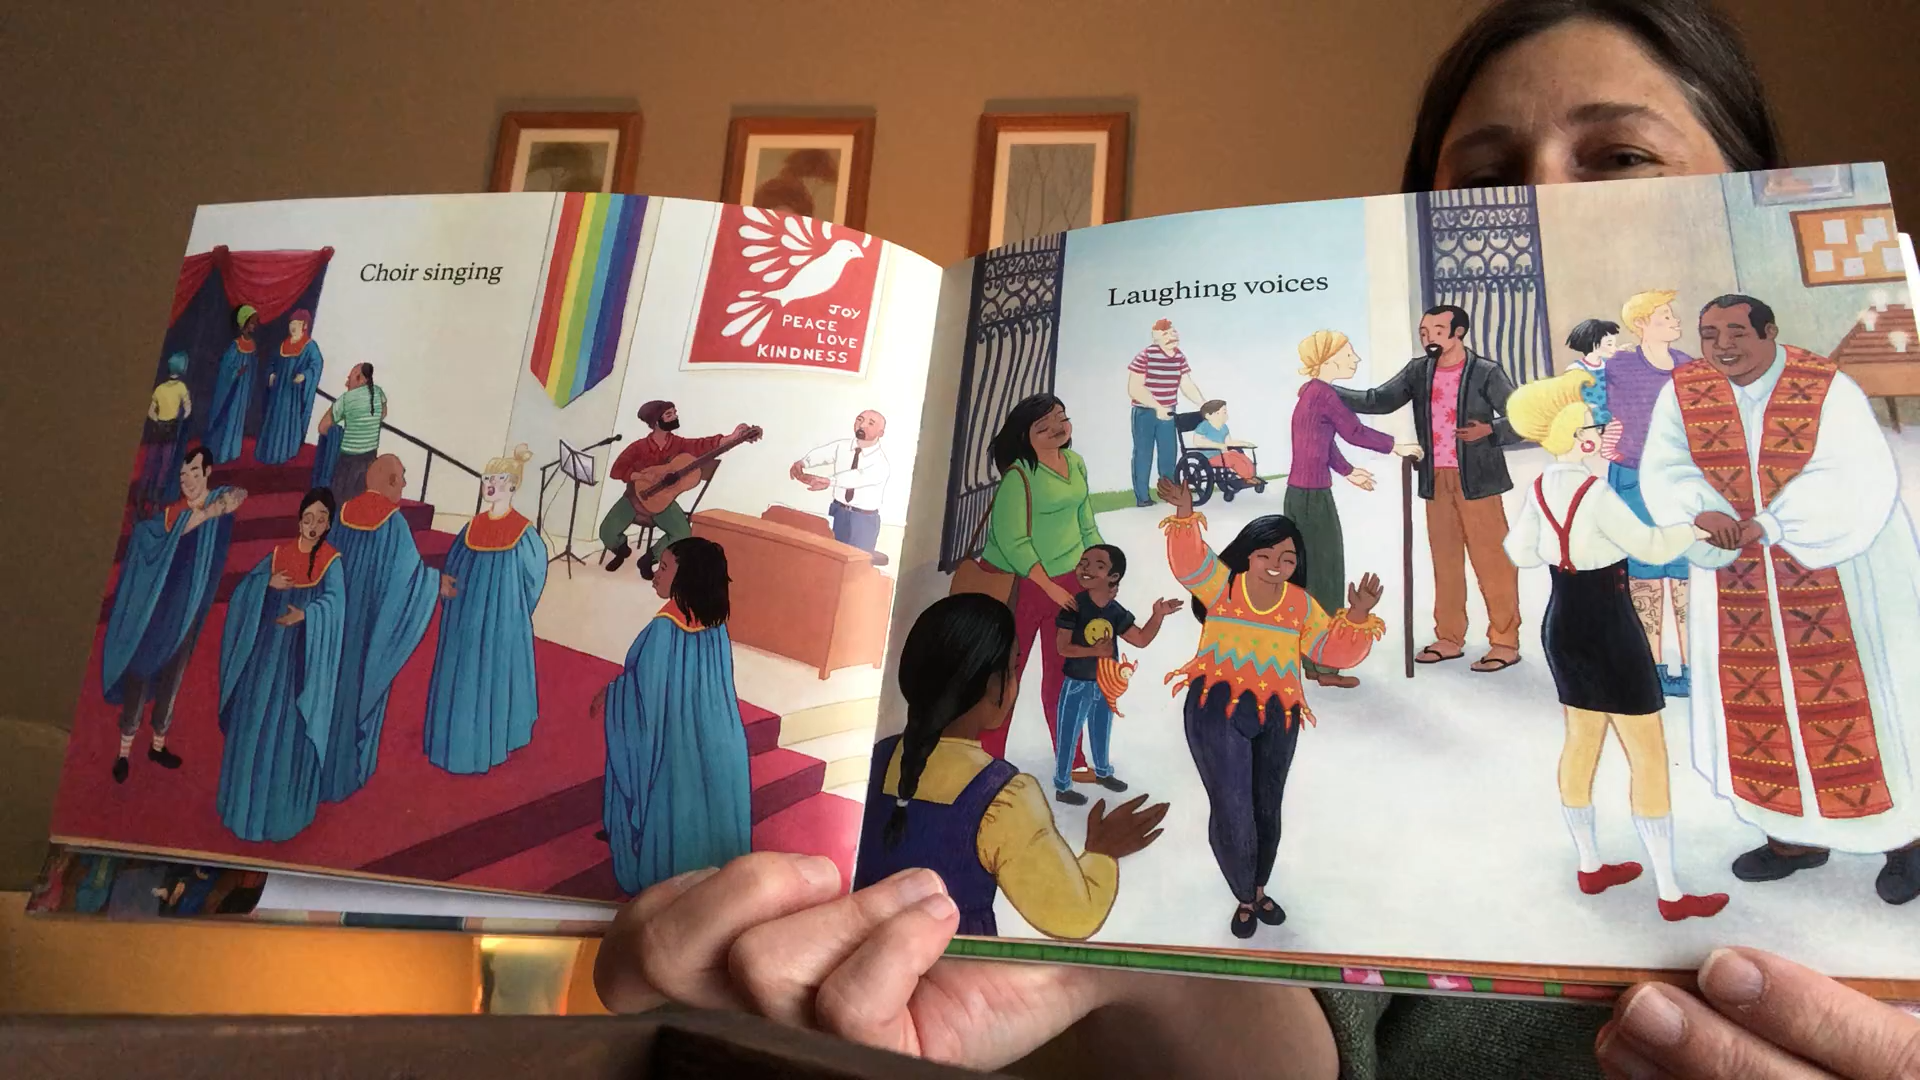 Choir singing
JOY
PEACE
LOVE
KINDNESS
Laughing voices